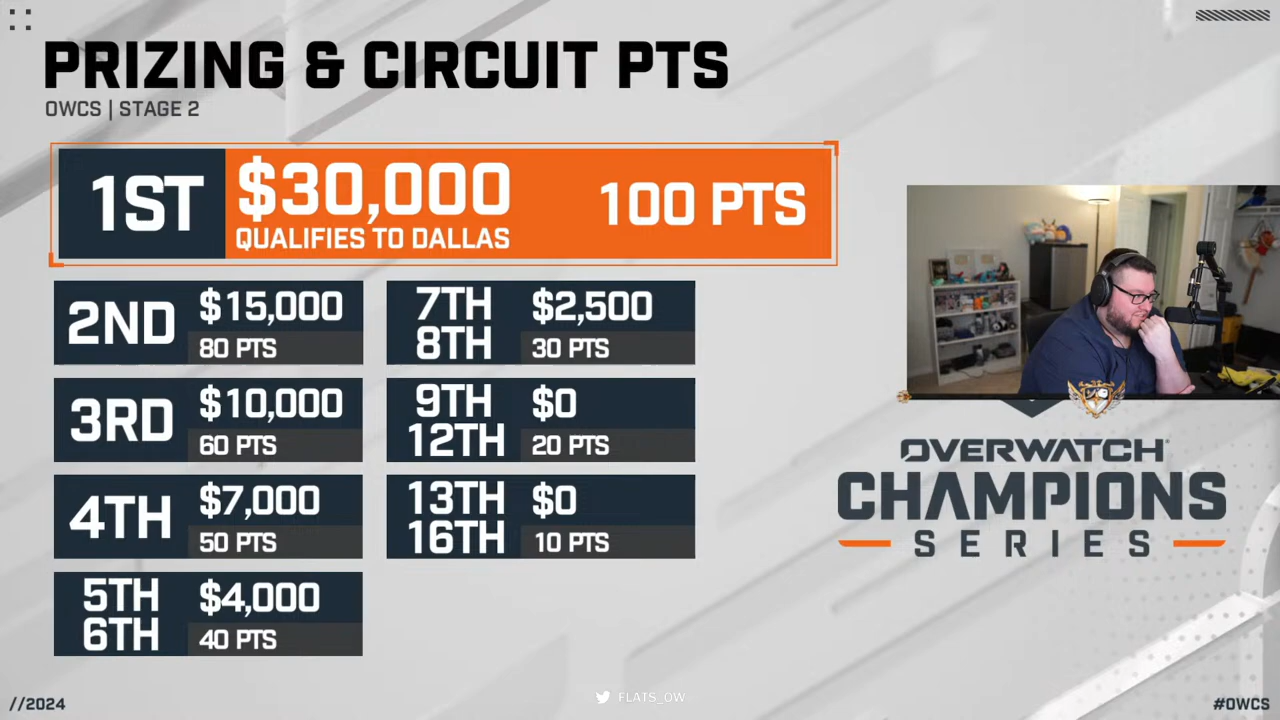 PRIZING & CIRCUIT PTS
OWCS | STAGE 2
1ST
$30,000
QUALIFIES TO DALLAS
100 PTS
2ND
$15,000
80 PTS
3RD
$10,000
60 PTS
4TH
$7,000
50 PTS
5TH
6TH
$4,000
40 PTS
7TH
8TH
$2,500
30 PTS
9TH
12TH
$0
20 PTS
13TH
16TH
$0
10 PTS
OVERWATCH
CHAMPIONS
SERIES
//2024
FLATS_OW
#OWCS